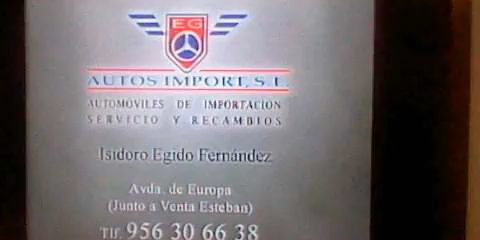 EG
AUTOS IMPORT, S.L.
AUTOMÓVILES DE IMPORTACIÓN
SERVICIO Y RECAMBIOS
Isidoro Egido Fernández
Avda. de Europa
(Junto a Venta Esteban)
Tlf. 956 30 66 38